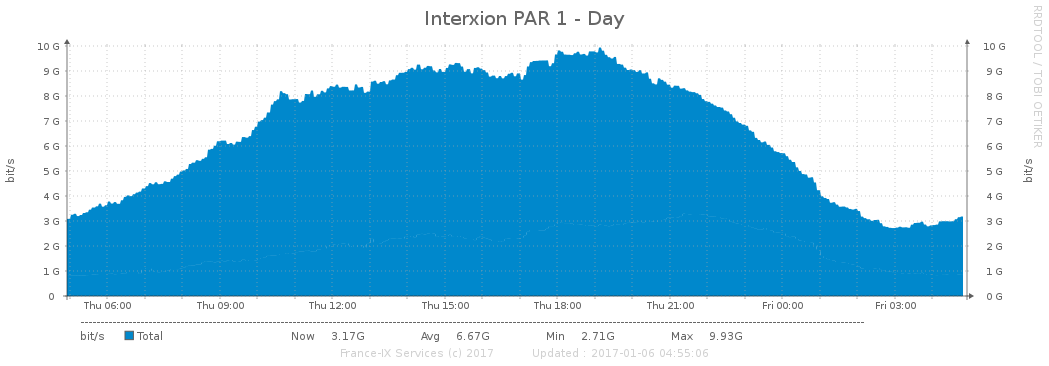 Interxion PAR 1 - Day
RRDTOOL / TOBI OETIKER
bit/s
bit/s
10 G 10 G
9 G 9 G
8 G 8 G
7 G 7 G
6 G 6 G
5 G 5 G
4 G 4 G
3 G 3 G
2 G 2 G
1 G 1 G
0 0 G
Thu 06:00 Thu 09:00 Thu 12:00 Thu 15:00 Thu 18:00 Thu 21:00 Fri 00:00 Fri 03:00
bit/s Total Now 3.17G Avg 6.67G Min 2.71G Max 9.93G
France-IX Services (c) 2017 Updated : 2017-01-06 04:55:06